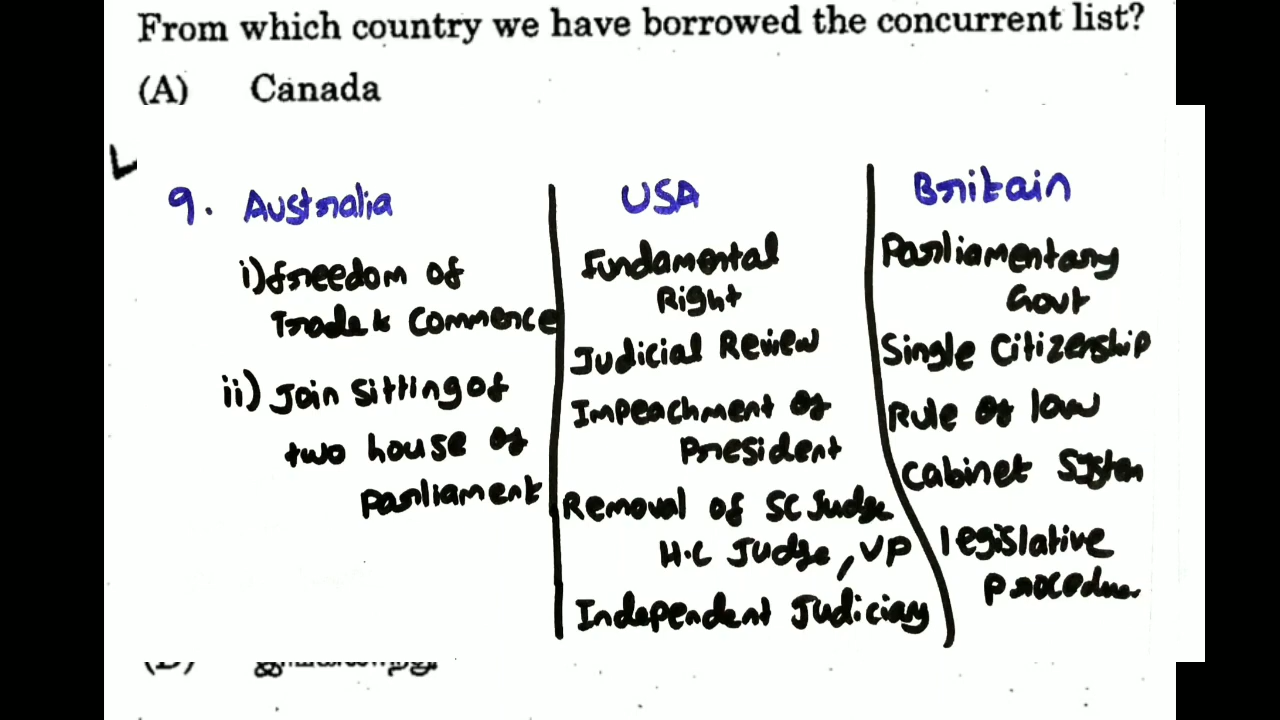 From which country we have borrowed the concurrent list?
(A) Canada
9. Australia
i) freedom of
Trade & Commerce
ii) Join Sitting of
two house of
Parliament
USA
Fundamental
Right
Judicial Review
Impeachment of
President
Removal of SC Judge
H.C Judge, VP
Independent Judiciary
Britain
Parliamentary
Govt
Single Citizenship
Rule of law
Cabinet System
legislative
Procedure